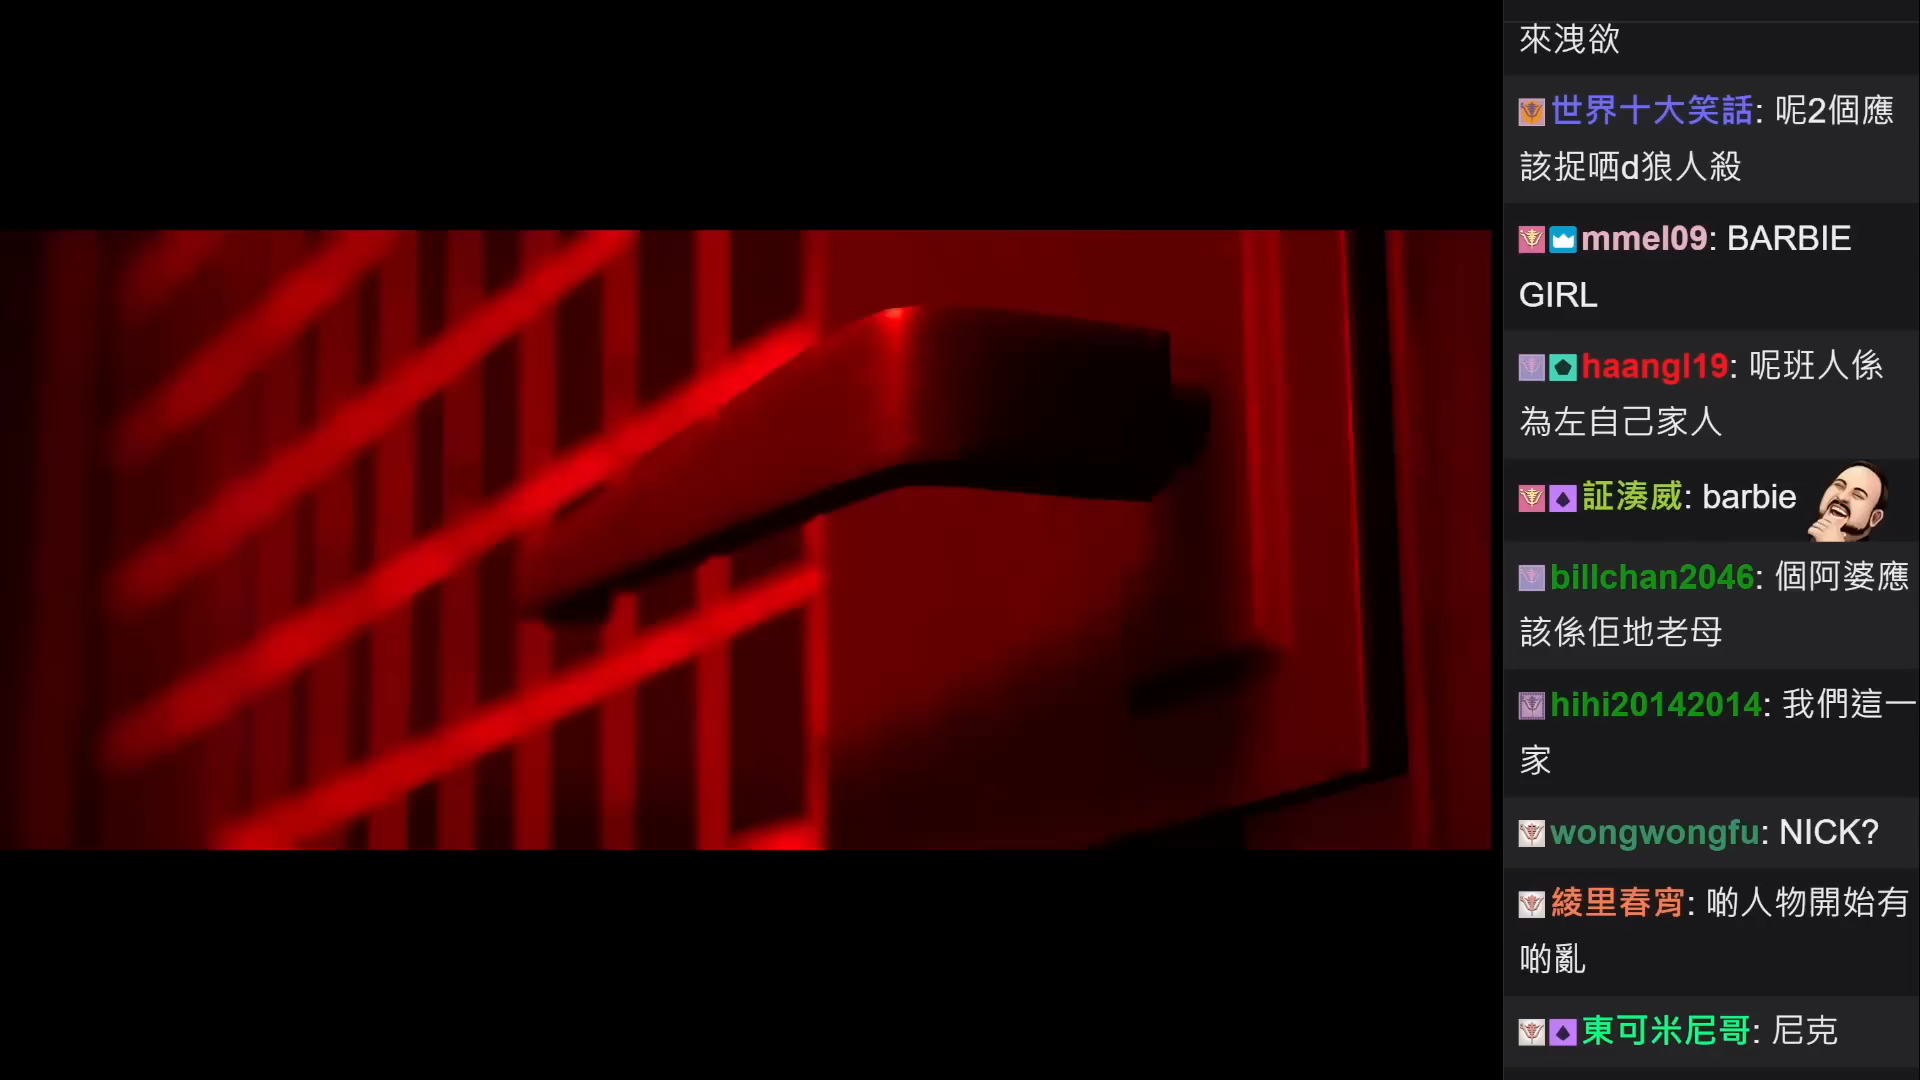 來洩欲
世界十大笑話: 呢2個應
該捉哂d狼人殺
mmel09: BARBIE
GIRL
haangl19: 呢班人係
為左自己家人
証湊威: barbie
billchan2046: 個阿婆應
該係佢地老母
hihi20142014: 我們這一
家
wongwongfu: NICK?
綾里春宵: 啲人物開始有
啲亂
東可米尼哥: 尼克